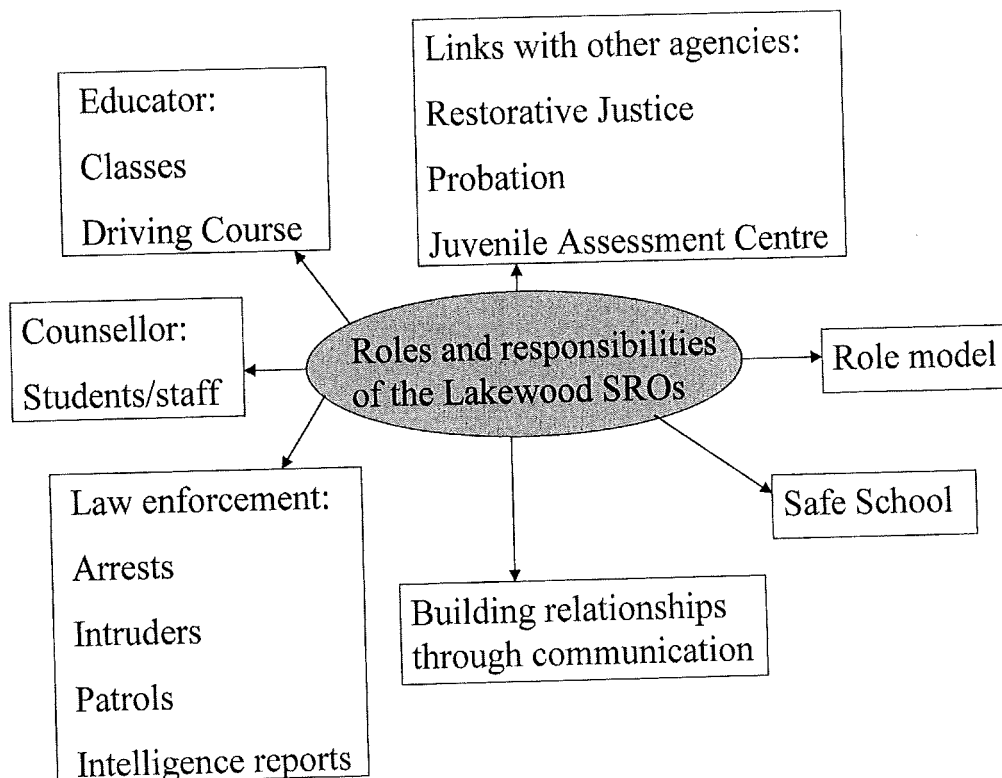 Educator:
Classes
Driving Course
Links with other agencies:
Restorative Justice
Probation
Juvenile Assessment Centre
Counsellor:
Students/staff
Roles and responsibilities
of the Lakewood SROs
Role model
Law enforcement:
Arrests
Intruders
Patrols
Intelligence reports
Safe School
Building relationships
through communication